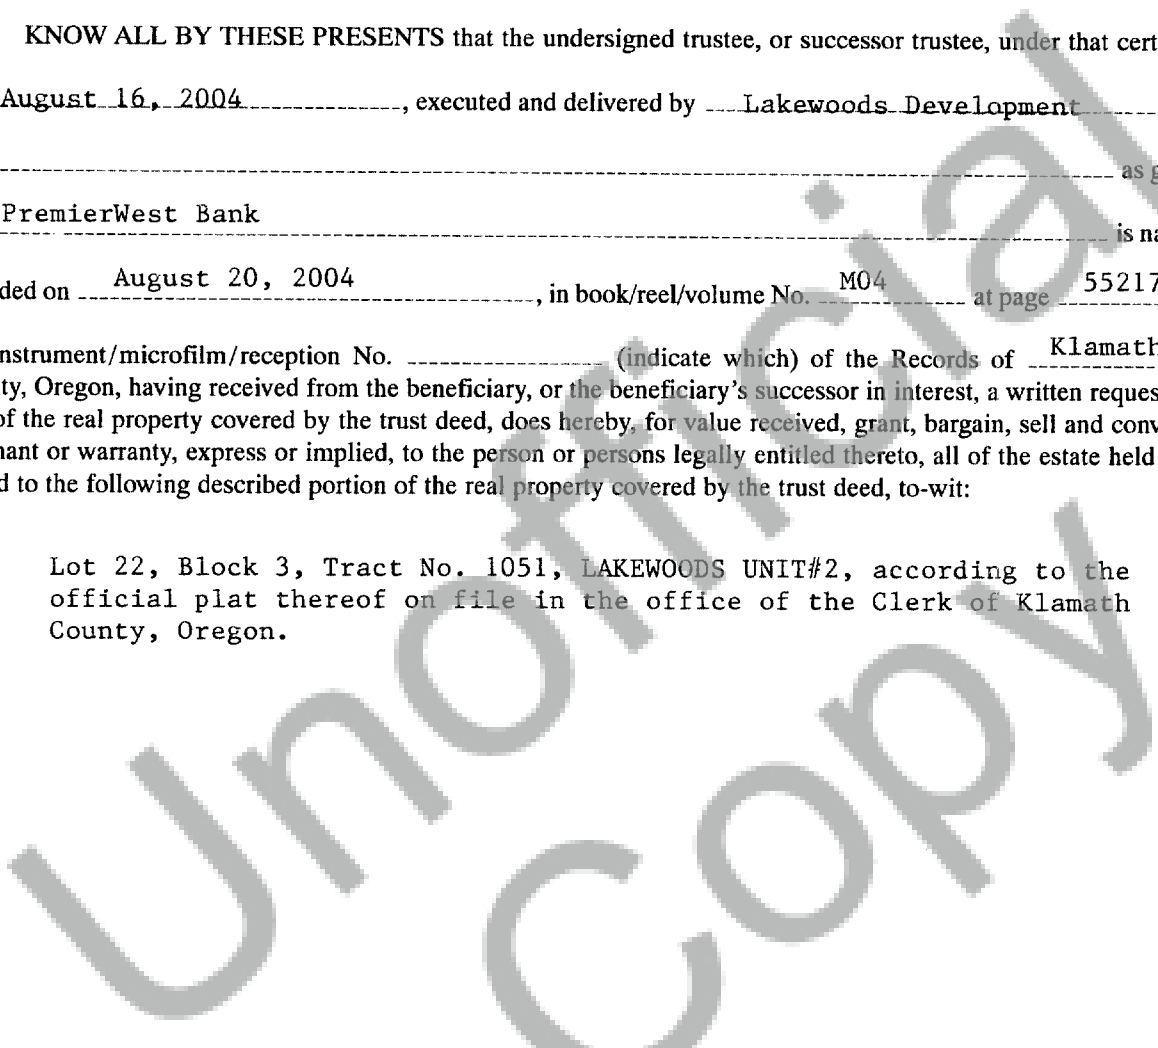 KNOW ALL BY THESE PRESENTS that the undersigned trustee, or successor trustee, under that cert
August 16, 2004, executed and delivered by Lakewoods Development
as g
PremierWest Bank
is na
ded on August 20, 2004, in book/reel/volume No. M04 at page 55217
nstrument/microfilm/reception No. (indicate which) of the Records of Klamath
ty, Oregon, having received from the beneficiary, or the beneficiary's successor in interest, a written reques
of the real property covered by the trust deed, does hereby, for value received, grant, bargain, sell and conv
nant or warranty, express or implied, to the person or persons legally entitled thereto, all of the estate held
d to the following described portion of the real property covered by the trust deed, to-wit:
Lot 22, Block 3, Tract No. 1051, LAKEWOODS UNIT#2, according to the
official plat thereof on file in the office of the Clerk of Klamath
County, Oregon.
Unofficial
Copy